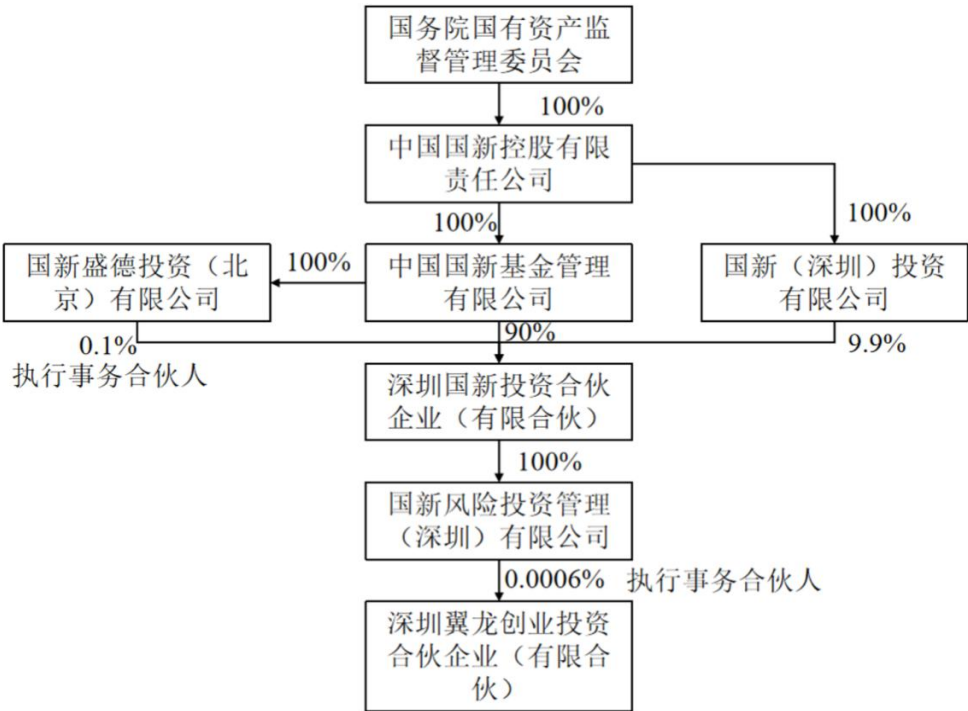 国务院国有资产监
督管理委员会
100%
中国国新控股有限
责任公司
100%
100%
国新盛德投资（北
京）有限公司
100%
中国国新基金管理
有限公司
国新（深圳）投资
有限公司
0.1%
执行事务合伙人
90%
9.9%
深圳国新投资合伙
企业（有限合伙）
100%
国新风险投资管理
（深圳）有限公司
0.0006%
执行事务合伙人
深圳翼龙创业投资
合伙企业（有限合
伙）